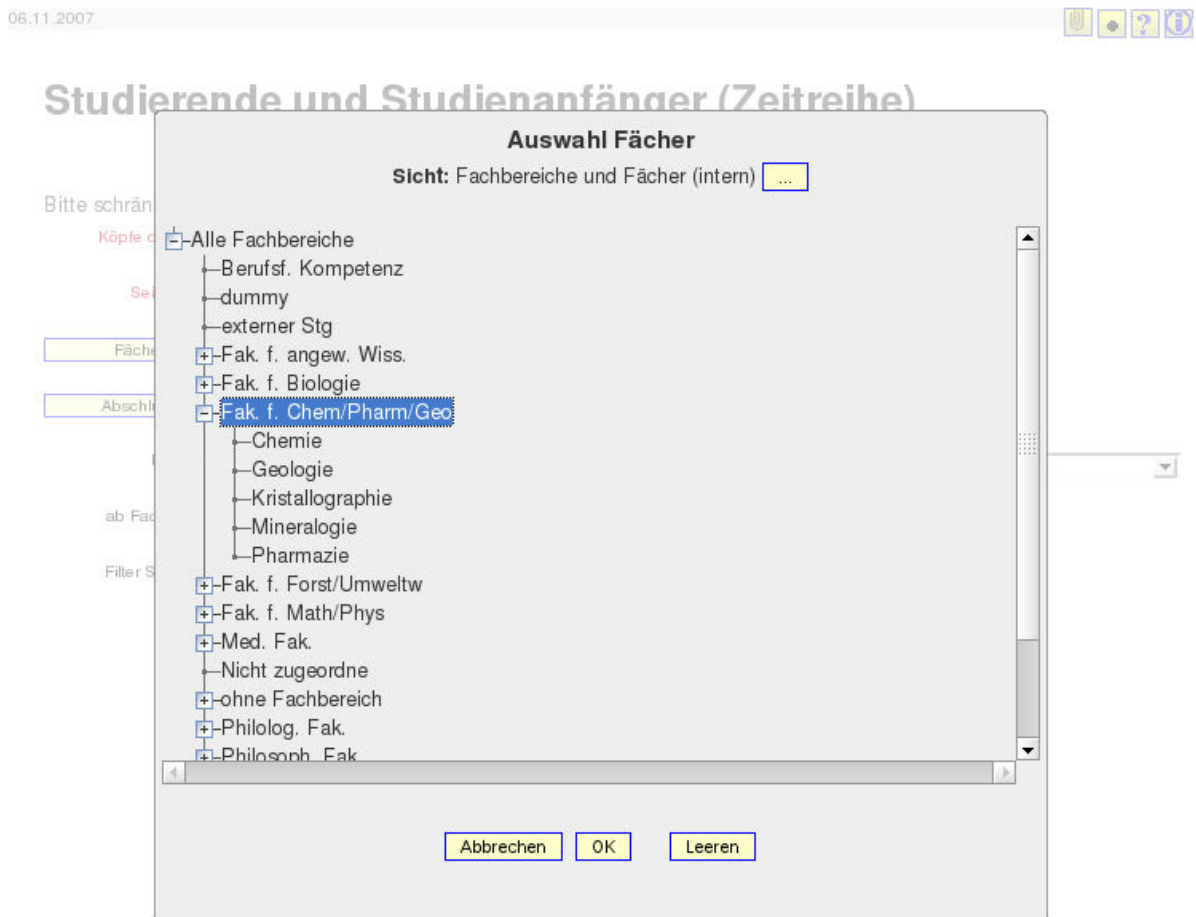 06.11.2007
Studierende und Studienanfänger (Zeitreihe)
Auswahl Fächer
Sicht: Fachbereiche und Fächer (intern) ...
Bitte schrän
Köpfe o
Alle Fachbereiche
Berufsf. Kompetenz
Se
dummy
externer Stg
Fäche
Fak. f. angew. Wiss.
Fak. f. Biologie
Abschl
Fak. f. Chem/Pharm/Geo
Chemie
Geologie
Kristallographie
ab Fac
Mineralogie
Pharmazie
Filter S
Fak. f. Forst/Umweltw
Fak. f. Math/Phys
Med. Fak.
Nicht zugeordne
ohne Fachbereich
Philolog. Fak.
Philosoph. Fak
Abbrechen OK Leeren